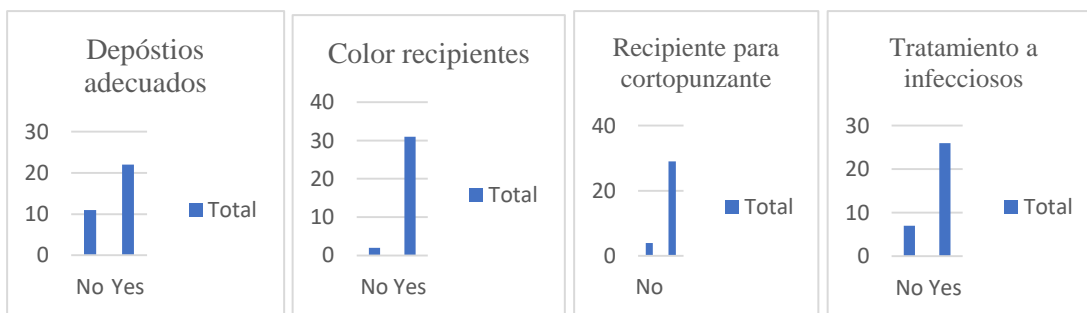 Depóstios
adecuados
30
20
10
0
No Yes
Total
Color recipientes
40
30
20
10
0
No Yes
Total
Recipiente para
cortopunzante
40
20
0
No
Total
Tratamiento a
infecciosos
30
20
10
0
No Yes
Total